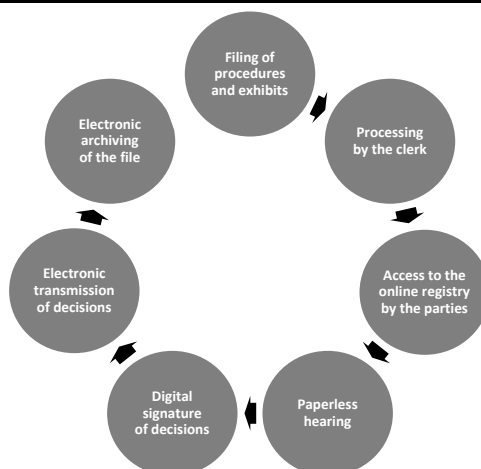 Filing of
procedures
and exhibits
Processing
by the clerk
Access to the
online registry
by the parties
Paperless
hearing
Digital
signature
of decisions
Electronic
transmission
of decisions
Electronic
archiving
of the file